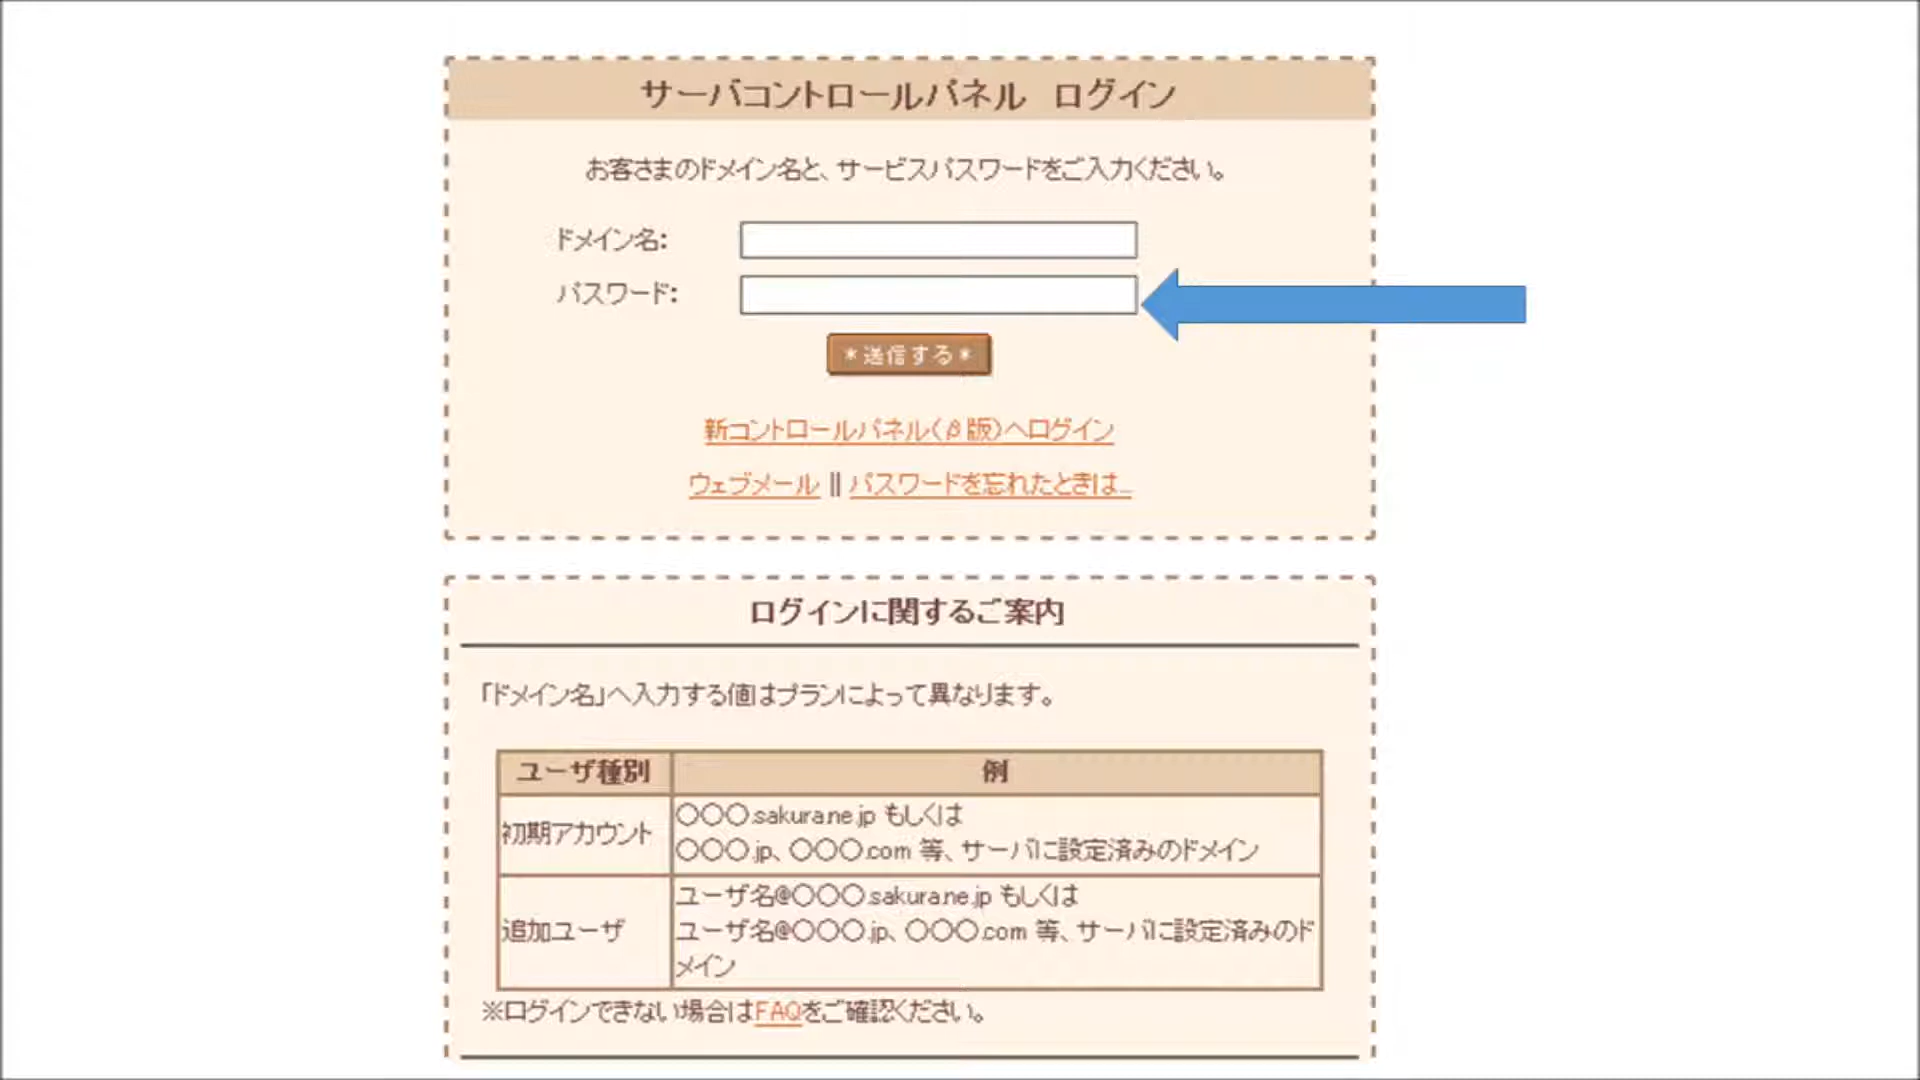 サーバコントロールパネル ログイン
お客さまのドメイン名と、サービスパスワードをご入力ください。
ドメイン名:
パスワード:
*送信する*
新コントロールパネル(β版)へログイン
ウェブメール || パスワードを忘れたときは...
ログインに関するご案内
「ドメイン名」へ入力する値はプランによって異なります。
ユーザ種別 例
初期アカウント
〇〇〇.sakura.ne.jp もしくは
〇〇〇.jp、〇〇〇.com 等、サーバに設定済みのドメイン
追加ユーザ
ユーザ名@〇〇〇.sakura.ne.jp もしくは
ユーザ名@〇〇〇.jp、〇〇〇.com 等、サーバに設定済みのド
メイン
※ログインできない場合はFAQをご確認ください。